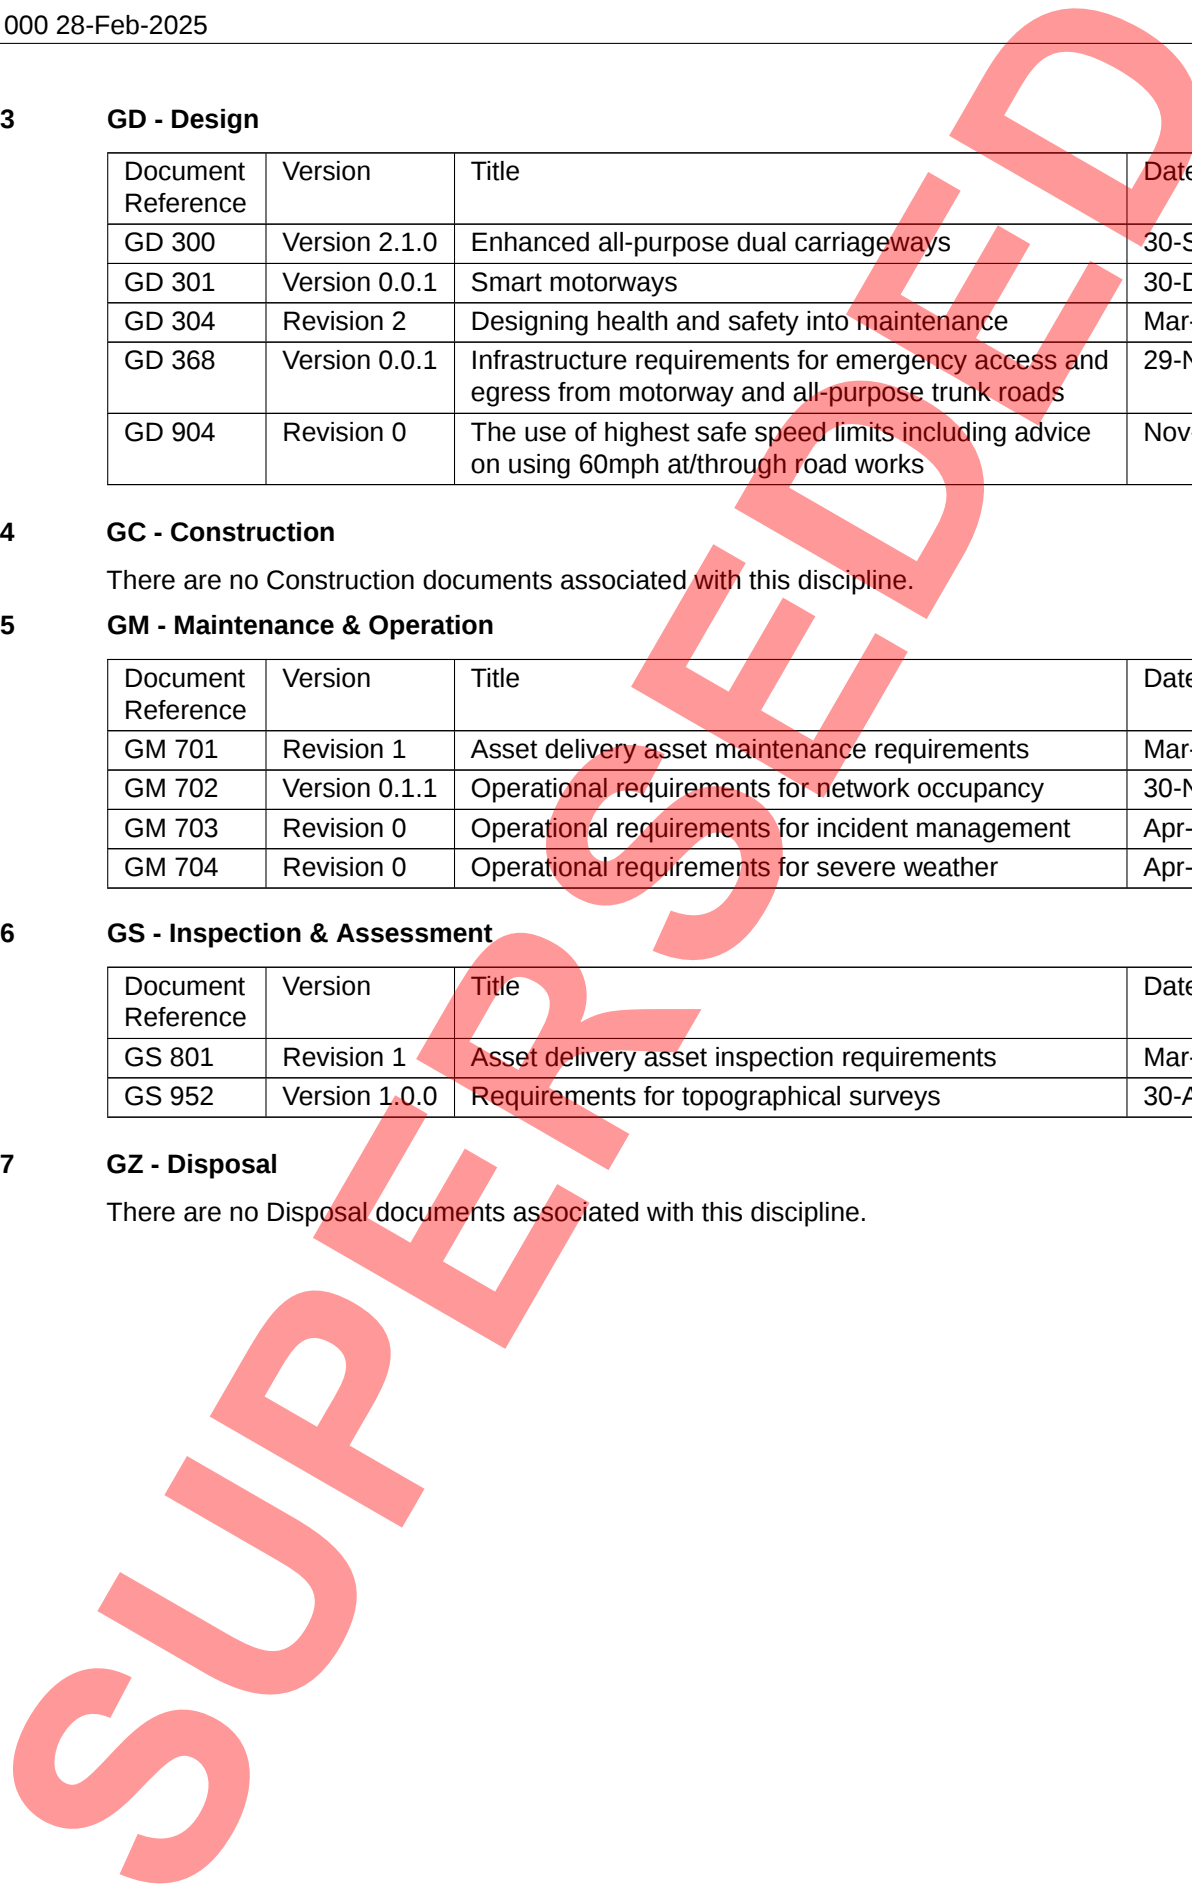 000 28-Feb-2025
3 GD - Design
Document Version Title Date
Reference
GD 300 Version 2.1.0 Enhanced all-purpose dual carriageways 30-S
GD 301 Version 0.0.1 Smart motorways 30-D
GD 304 Revision 2 Designing health and safety into maintenance Mar-
GD 368 Version 0.0.1 Infrastructure requirements for emergency access and 29-N
egress from motorway and all-purpose trunk roads
GD 904 Revision 0 The use of highest safe speed limits including advice Nov-
on using 60mph at/through road works
4 GC - Construction
There are no Construction documents associated with this discipline.
5 GM - Maintenance & Operation
Document Version Title Date
Reference
GM 701 Revision 1 Asset delivery asset maintenance requirements Mar-
GM 702 Version 0.1.1 Operational requirements for network occupancy 30-N
GM 703 Revision 0 Operational requirements for incident management Apr-
GM 704 Revision 0 Operational requirements for severe weather Apr-
6 GS - Inspection & Assessment
Document Version Title Date
Reference
GS 801 Revision 1 Asset delivery asset inspection requirements Mar-
GS 952 Version 1.0.0 Requirements for topographical surveys 30-A
7 GZ - Disposal
There are no Disposal documents associated with this discipline.
SUPERSEDED